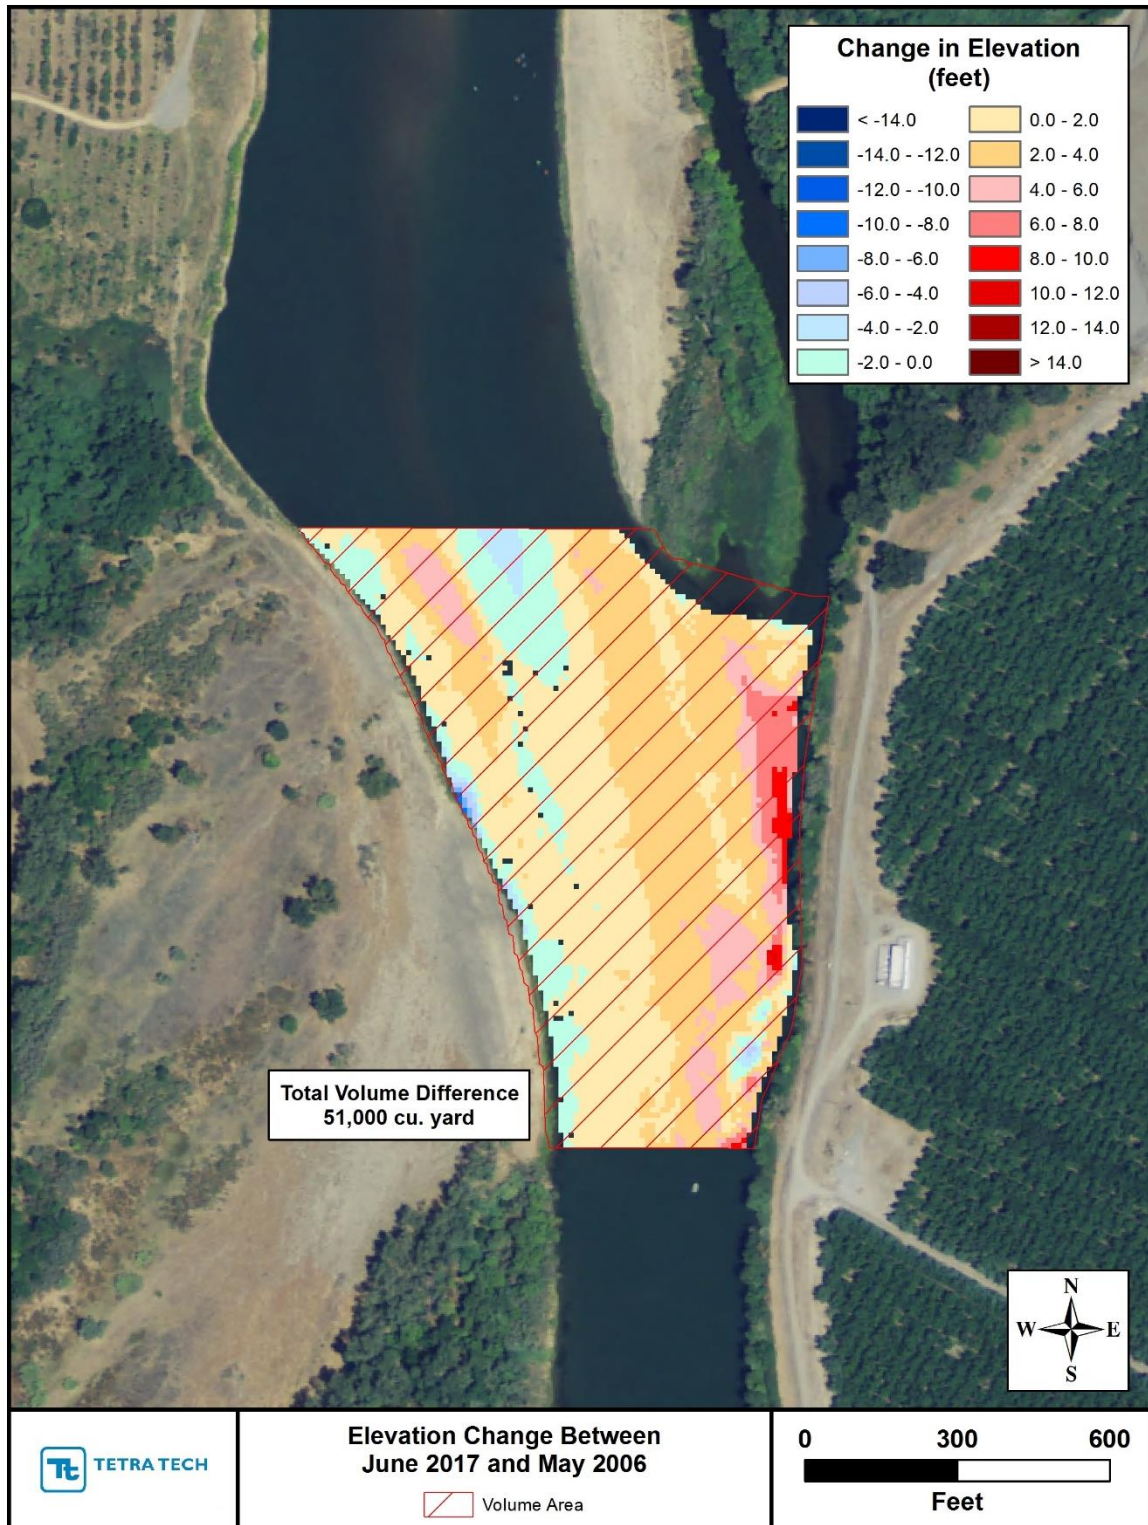 Change in Elevation
(feet)
< -14.0
-14.0 - -12.0
-12.0 - -10.0
-10.0 - -8.0
-8.0 - -6.0
-6.0 - -4.0
-4.0 - -2.0
-2.0 - 0.0
0.0 - 2.0
2.0 - 4.0
4.0 - 6.0
6.0 - 8.0
8.0 - 10.0
10.0 - 12.0
12.0 - 14.0
> 14.0
Total Volume Difference
51,000 cu. yard
N
W E
S
Tt TETRA TECH
Elevation Change Between
June 2017 and May 2006
Volume Area
0 300 600
Feet